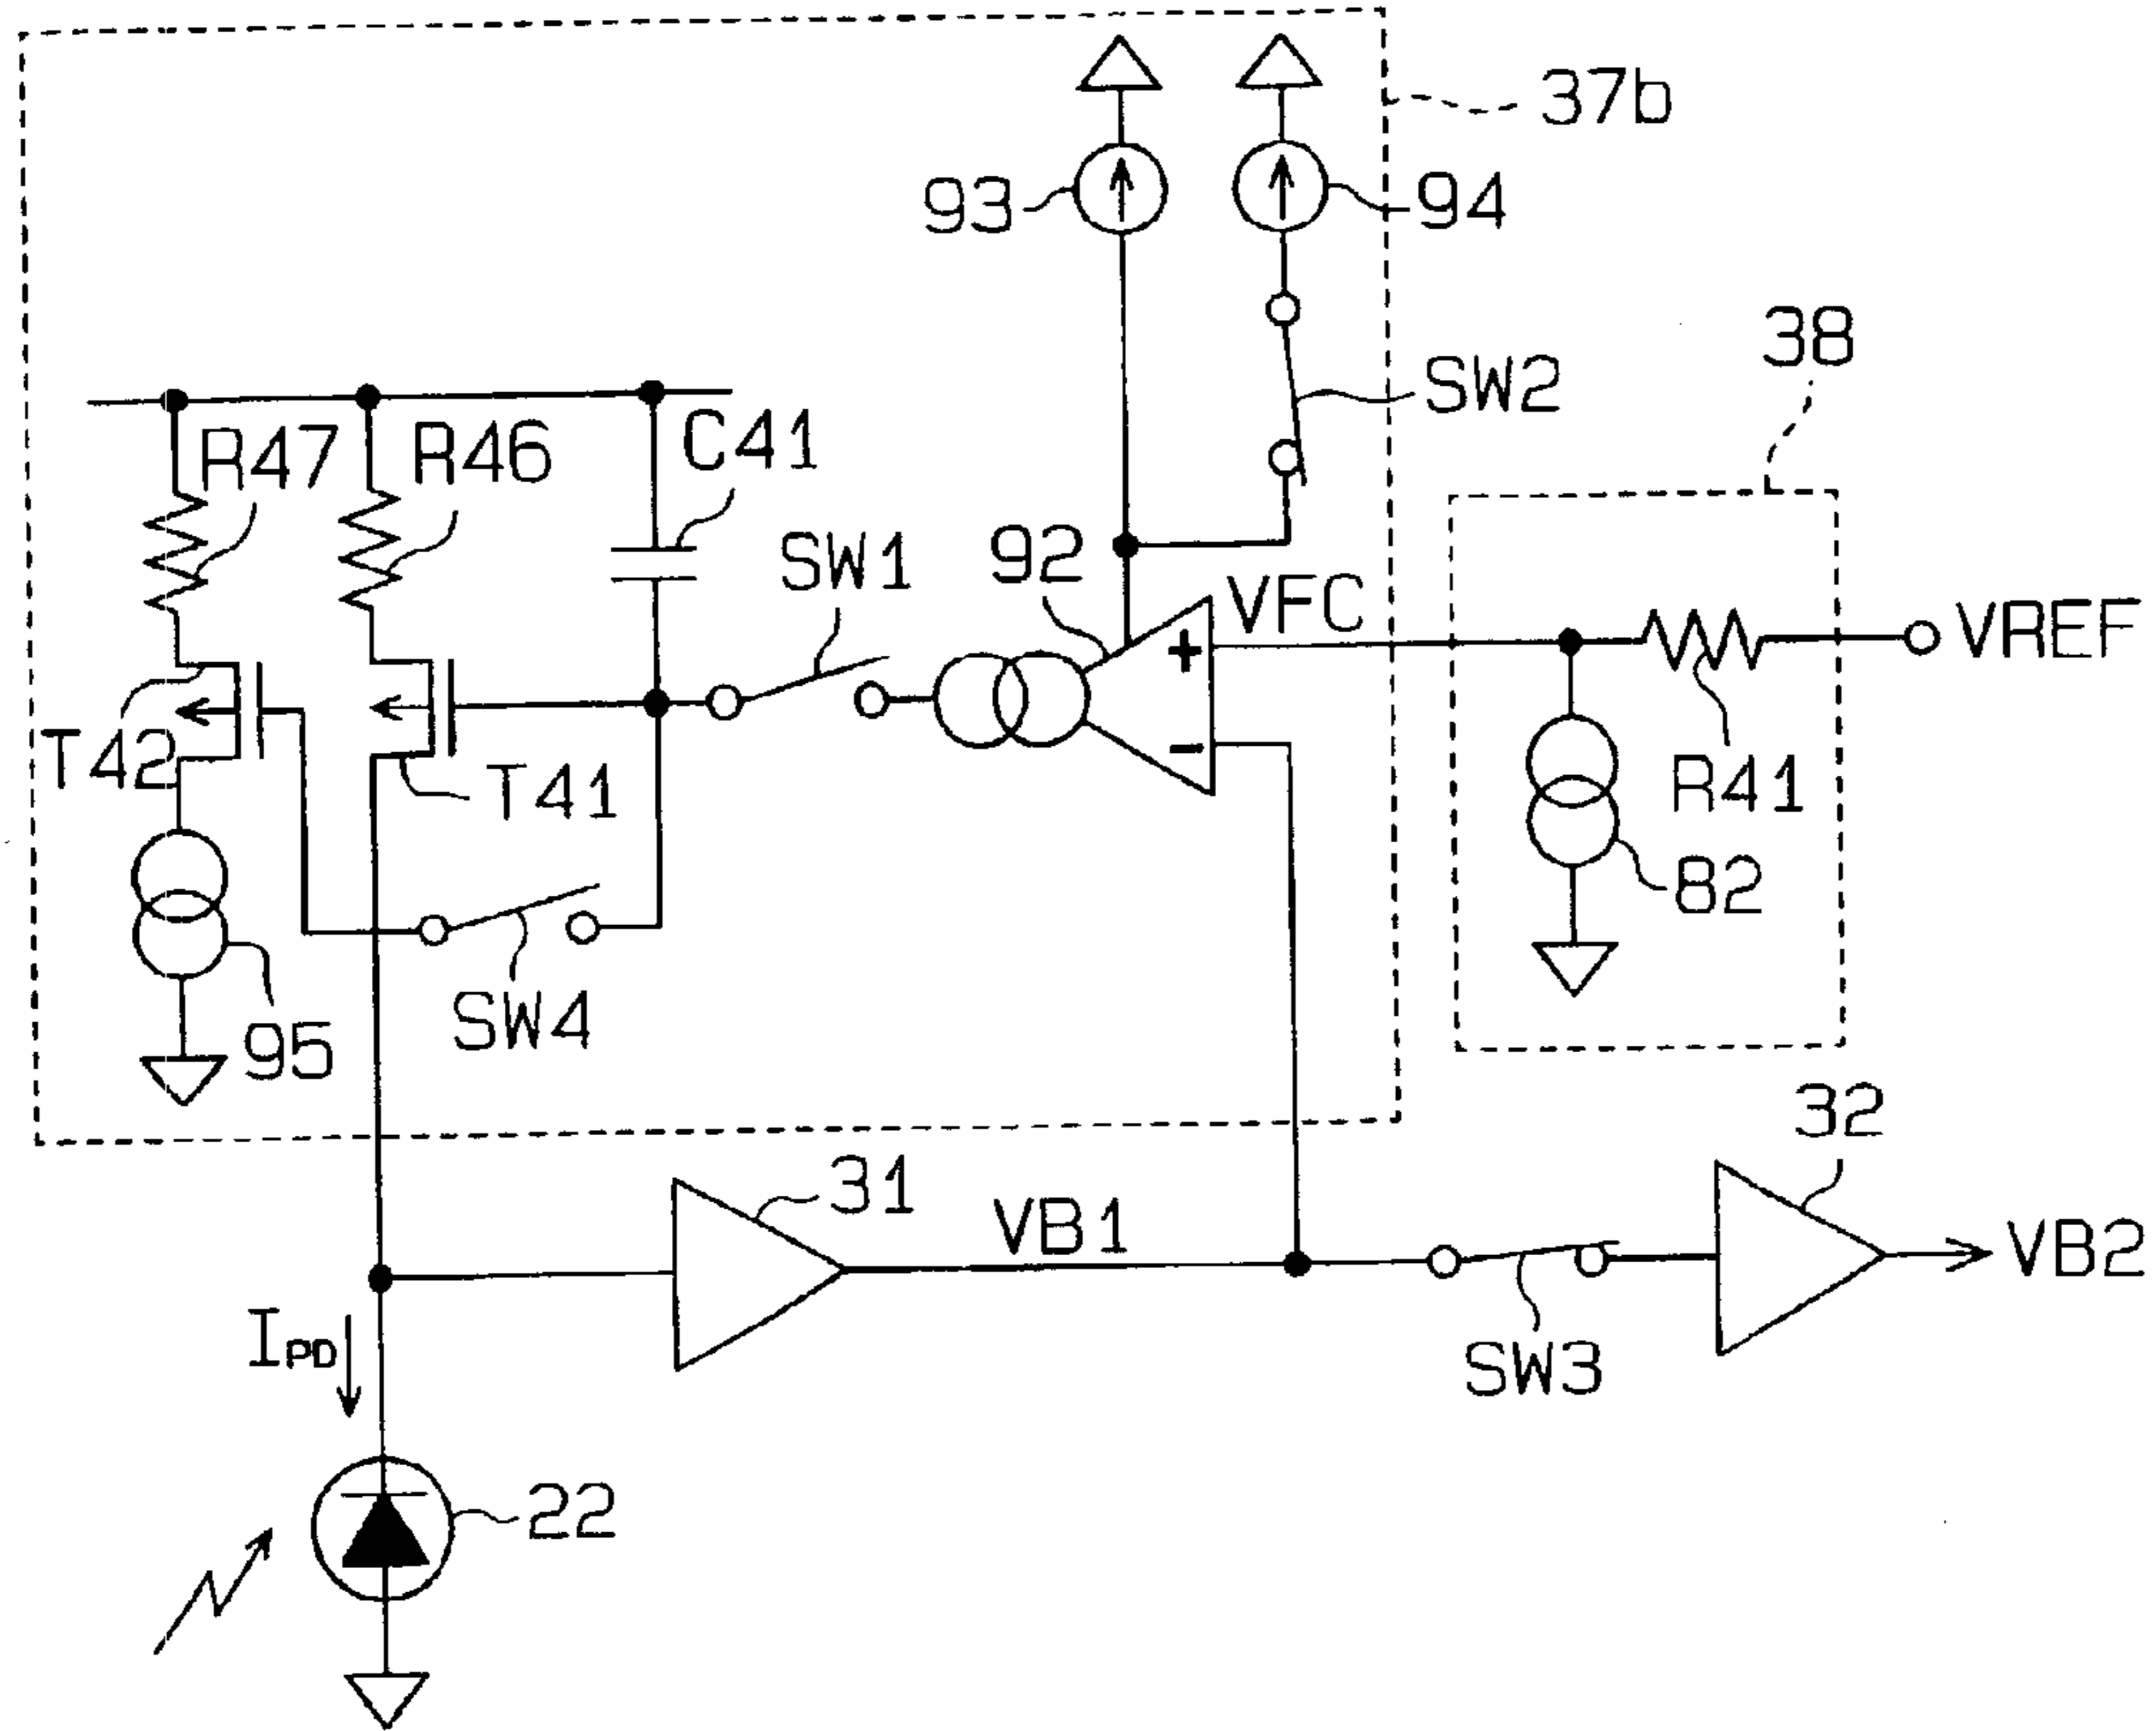 37b
93
94
38
SW2
R47
R46
C41
SW1
92
VFC
VREF
T42
T41
R41
82
SW4
95
32
31
VB1
VB2
IPD
SW3
22
+
-